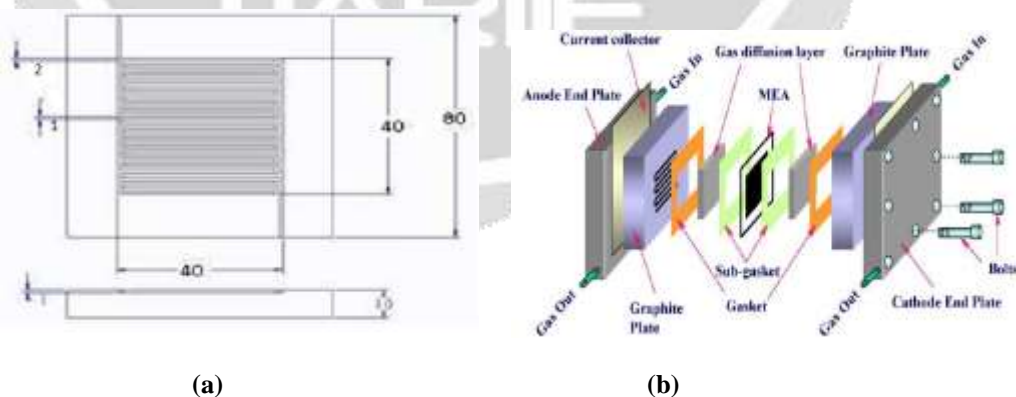 2
1
40
80
40
1
10
(a)
Current collector
Gas In
Gas diffusion layer
Graphite Plate
Gas In
Anode End Plate
MEA
Sub-gasket
Bolts
Gas Out
Graphite
Plate
Gasket
Gas Out
Cathode End Plate
(b)